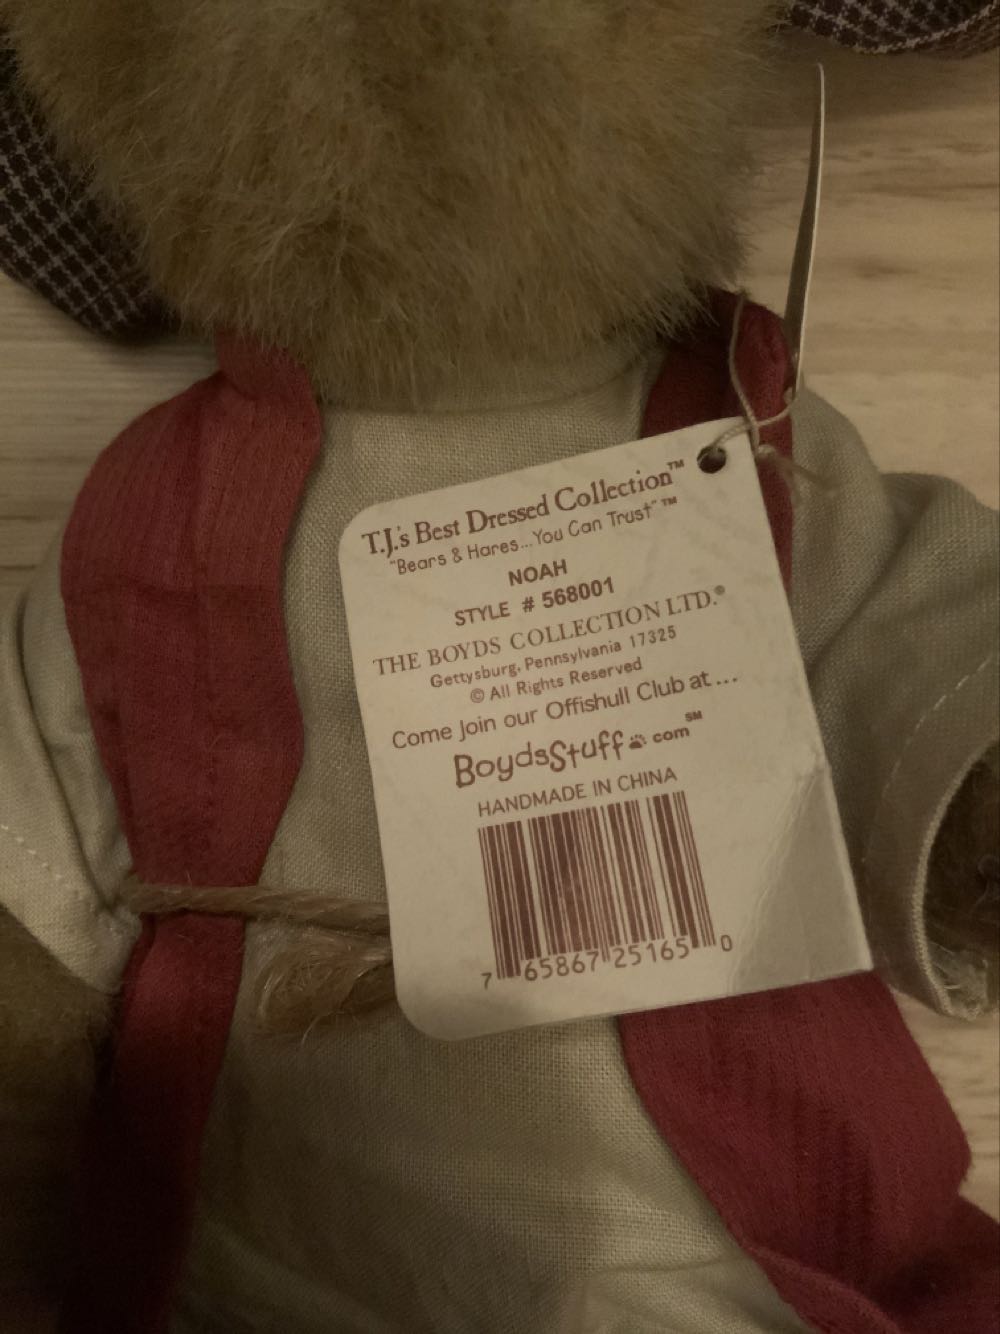 T.J.'s Best Dressed Collection™
"Bears & Hares...You Can Trust"™
NOAH
STYLE # 568001
THE BOYDS COLLECTION LTD.®
Gettysburg, Pennsylvania 17325
© All Rights Reserved
Come Join our Offishull Club at...
BoydsStuff.com℠
HANDMADE IN CHINA
7 65867 25165 0